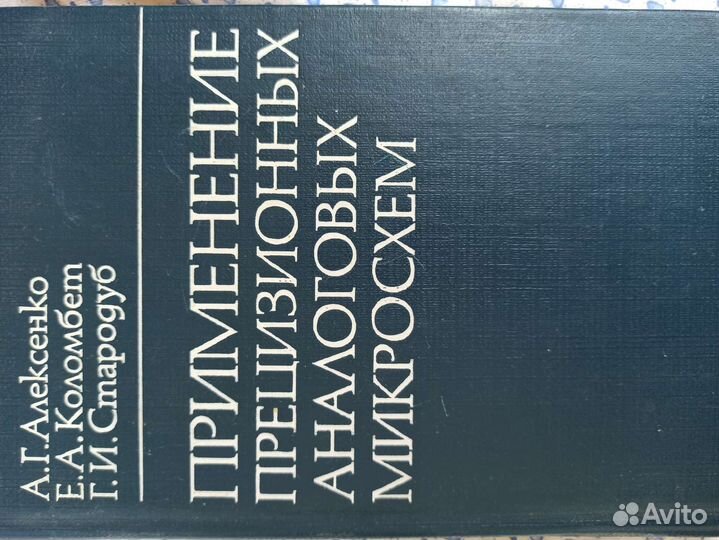 А.Г.Алексенко
Е.А.Коломбет
Г.И.Стародуб
ПРИМЕНЕНИЕ
ПРЕЦИЗИОННЫХ
АНАЛОГОВЫХ
МИКРОСХЕМ
Avito